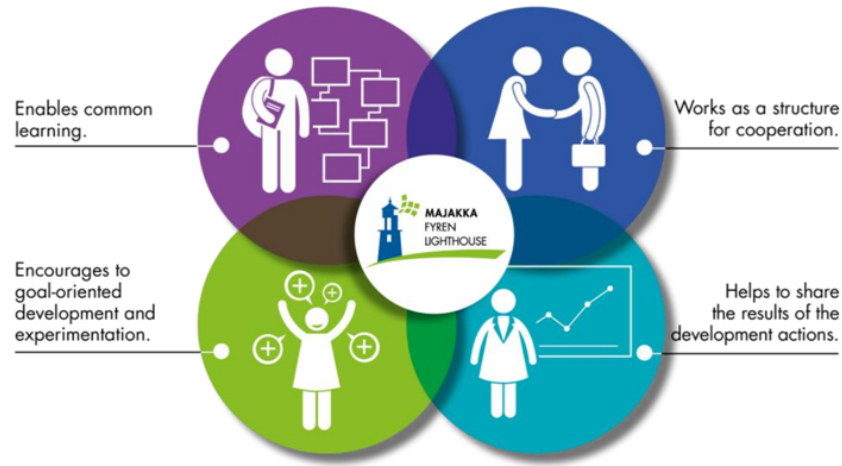 Enables common
learning.
Works as a structure
for cooperation.
MAJAKKA
FYREN
LIGHTHOUSE
Encourages to
goal-oriented
development and
experimentation.
Helps to share
the results of the
development actions.